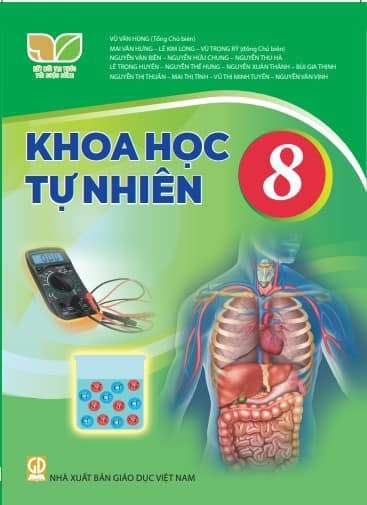 KẾT NỐI TRI THỨC
VỚI CUỘC SỐNG
VŨ VĂN HÙNG (Tổng Chủ biên)
MAI VĂN HƯNG – LÊ KIM LONG – VŨ TRỌNG RỸ (đồng Chủ biên)
NGUYỄN VĂN BIÊN – NGUYỄN HỮU CHUNG – NGUYỄN THU HÀ
LÊ TRỌNG HUYỀN – NGUYỄN THẾ HƯNG – NGUYỄN XUÂN THÀNH – BÙI GIA THỊNH
NGUYỄN THỊ THUẦN – MAI THỊ TÌNH – VŨ THỊ MINH TUYẾN – NGUYỄN VĂN VỊNH
KHOA HỌC
TỰ NHIÊN
8
NHÀ XUẤT BẢN GIÁO DỤC VIỆT NAM